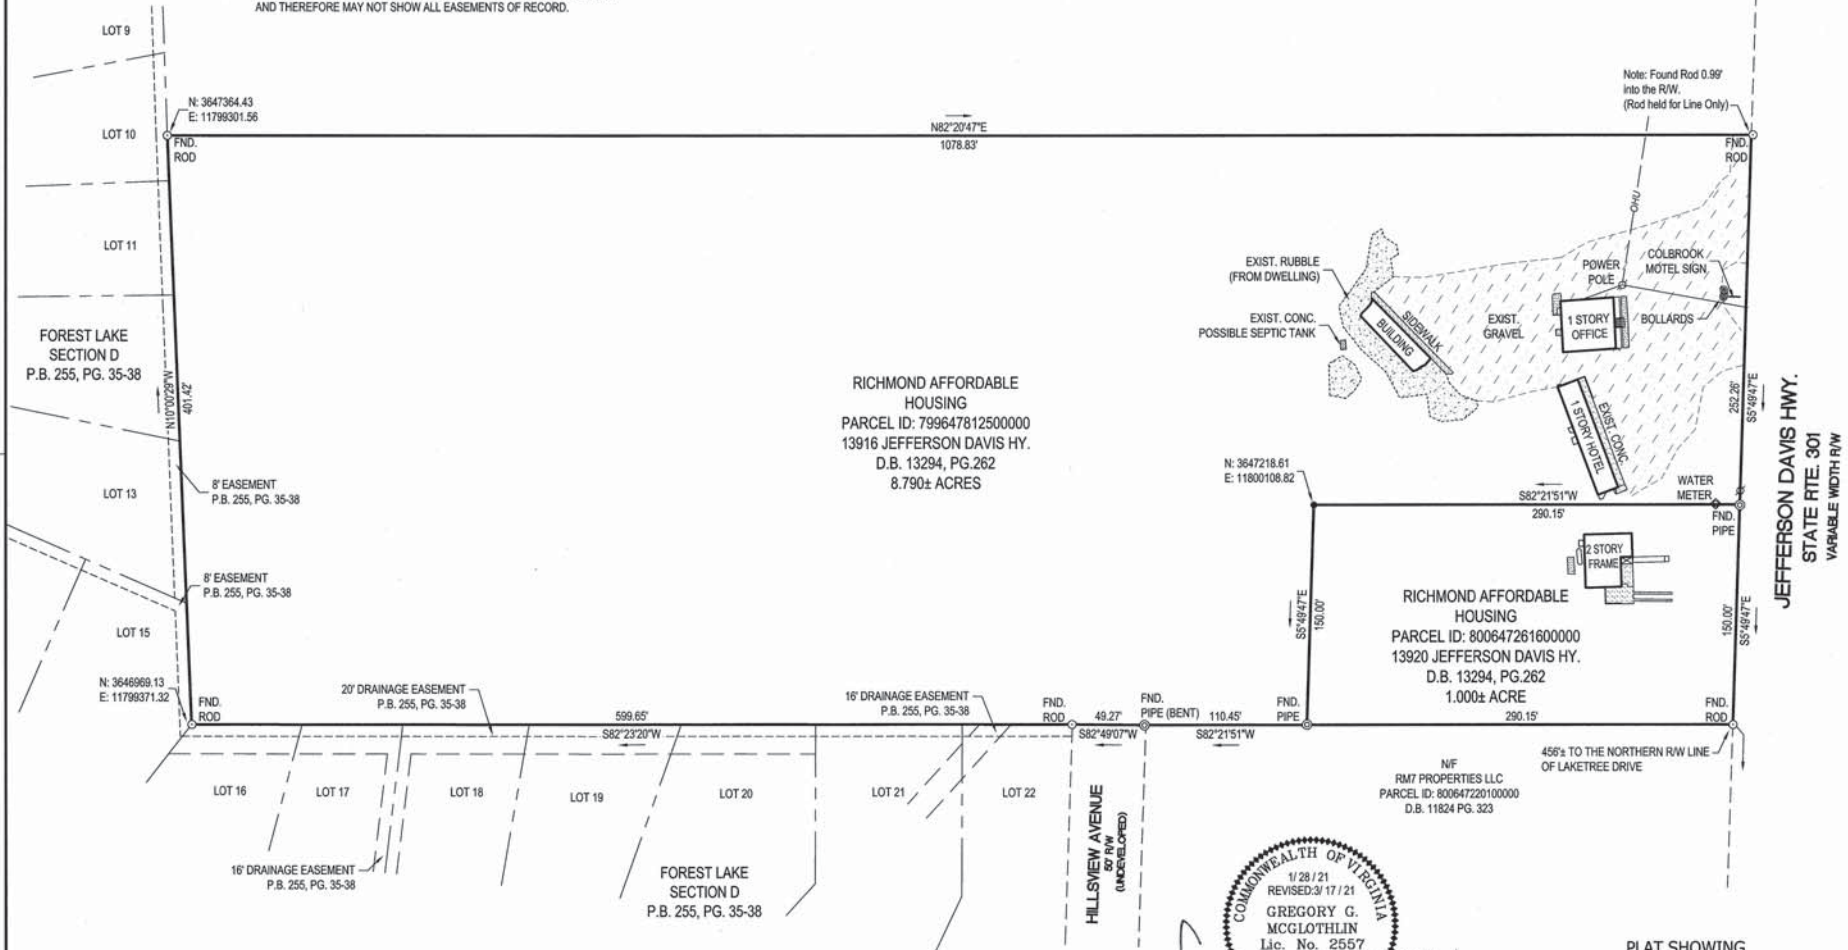 AND THEREFORE MAY NOT SHOW ALL EASEMENTS OF RECORD.
LOT 9
N: 3647364.43
E: 11799301.56
LOT 10
FND.
ROD
N82°20'47"E
1078.83'
Note: Found Rod 0.99'
into the R/W.
(Rod held for Line Only)
FND.
ROD
OHU
LOT 11
EXIST. RUBBLE
(FROM DWELLING)
EXIST. CONC.
POSSIBLE SEPTIC TANK
BUILDING
SIDEWALK
EXIST.
GRAVEL
POWER
POLE
COLBROOK
MOTEL SIGN
1 STORY
OFFICE
BOLLARDS
FOREST LAKE
SECTION D
P.B. 255, PG. 35-38
N10°00'29"W
401.42'
RICHMOND AFFORDABLE
HOUSING
PARCEL ID: 799647812500000
13916 JEFFERSON DAVIS HY.
D.B. 13294, PG.262
8.790± ACRES
1 STORY HOTEL
EXIST. CONC.
252.26'
S5°49'47"E
JEFFERSON DAVIS HWY.
STATE RTE. 301
VARIABLE WIDTH R/W
LOT 13
8' EASEMENT
P.B. 255, PG. 35-38
N: 3647218.61
E: 11800108.82
S82°21'51"W
290.15'
WATER
METER
FND.
PIPE
8' EASEMENT
P.B. 255, PG. 35-38
2 STORY
FRAME
S5°49'47"E
150.00'
RICHMOND AFFORDABLE
HOUSING
PARCEL ID: 800647261600000
13920 JEFFERSON DAVIS HY.
D.B. 13294, PG.262
1.000± ACRE
150.00'
S5°49'47"E
LOT 15
N: 3646969.13
E: 11799371.32
FND.
ROD
20' DRAINAGE EASEMENT
P.B. 255, PG. 35-38
599.65'
S82°23'20"W
16' DRAINAGE EASEMENT
P.B. 255, PG. 35-38
FND.
ROD
49.27'
S82°49'07"W
FND.
PIPE (BENT)
110.45'
S82°21'51"W
FND.
PIPE
290.15'
FND.
ROD
456'± TO THE NORTHERN R/W LINE
OF LAKETREE DRIVE
N/F
RM7 PROPERTIES LLC
PARCEL ID: 800647220100000
D.B. 11824 PG. 323
LOT 16
LOT 17
LOT 18
LOT 19
LOT 20
LOT 21
LOT 22
16' DRAINAGE EASEMENT
P.B. 255, PG. 35-38
FOREST LAKE
SECTION D
P.B. 255, PG. 35-38
HILLSVIEW AVENUE
50' R/W
(UNDEVELOPED)
COMMONWEALTH OF VIRGINIA
1/ 28 / 21
REVISED:3/ 17 / 21
GREGORY G.
MCGLOTHLIN
Lic. No. 2557
PLAT SHOWING